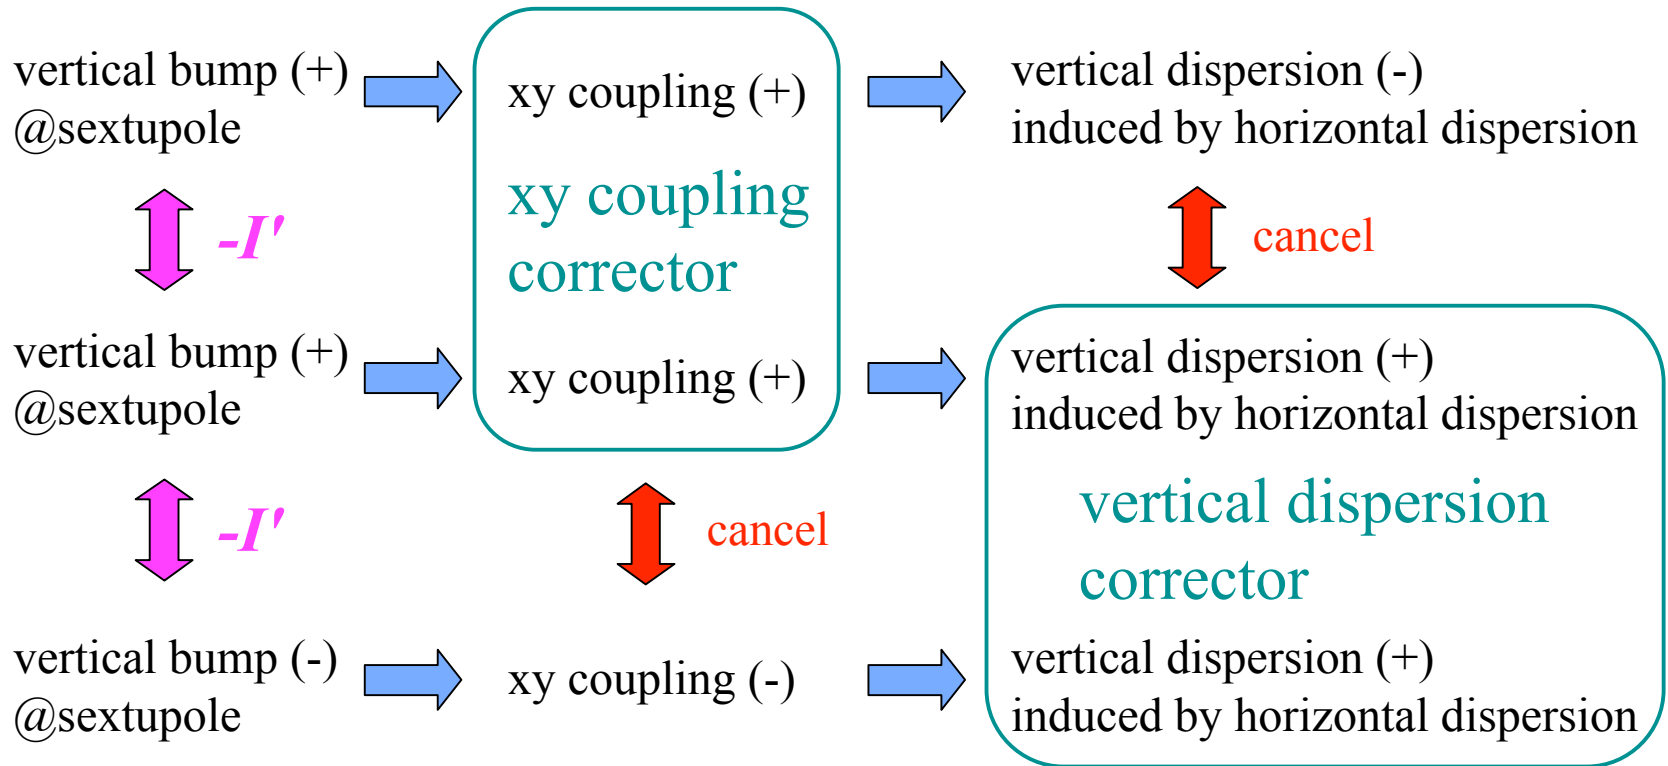 vertical bump (+)
@sextupole
xy coupling (+)
vertical dispersion (-)
induced by horizontal dispersion
-I'
xy coupling
corrector
cancel
vertical bump (+)
@sextupole
xy coupling (+)
vertical dispersion (+)
induced by horizontal dispersion
-I'
cancel
vertical dispersion
corrector
vertical bump (-)
@sextupole
xy coupling (-)
vertical dispersion (+)
induced by horizontal dispersion